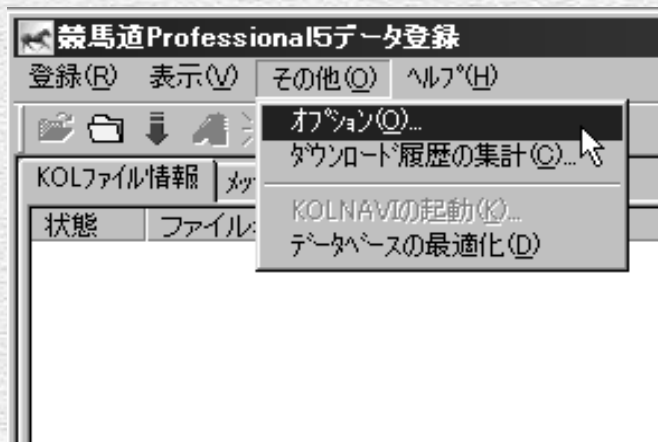 競馬道Professional5データ登録
登録(R) 表示(V) その他(O) ﾍﾙﾌﾟ(H)
ｵﾌﾟｼｮﾝ(O)...
ﾀﾞｳﾝﾛｰﾄﾞ履歴の集計(C)...
KOLﾌｧｲﾙ情報
KOLNAVIの起動(K)...
状態
ﾃﾞｰﾀﾍﾞｰｽの最適化(D)